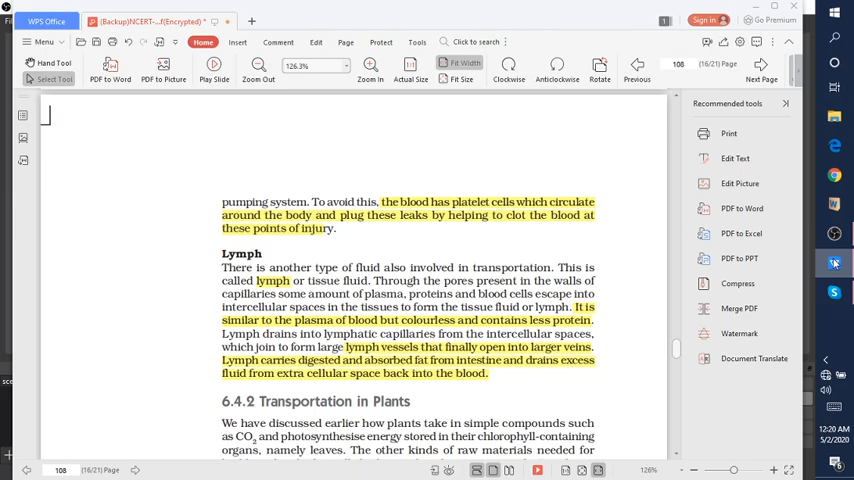 WPS Office
(Backup)NCERT-...f(Encrypted) *
1
Sign in
Go Premium
Menu
Home
Insert
Comment
Edit
Page
Protect
Tools
Click to search
Hand Tool
Select Tool
PDF to Word
PDF to Picture
Play Slide
Zoom Out
126.3%
Zoom In
Actual Size
Fit Width
Fit Size
Clockwise
Anticlockwise
Rotate
Previous
108
(16/21) Page
Next Page
pumping system. To avoid this, the blood has platelet cells which circulate
around the body and plug these leaks by helping to clot the blood at
these points of injury.
Lymph
There is another type of fluid also involved in transportation. This is
called lymph or tissue fluid. Through the pores present in the walls of
capillaries some amount of plasma, proteins and blood cells escape into
intercellular spaces in the tissues to form the tissue fluid or lymph. It is
similar to the plasma of blood but colourless and contains less protein.
Lymph drains into lymphatic capillaries from the intercellular spaces,
which join to form large lymph vessels that finally open into larger veins.
Lymph carries digested and absorbed fat from intestine and drains excess
fluid from extra cellular space back into the blood.
6.4.2 Transportation in Plants
We have discussed earlier how plants take in simple compounds such
as CO2 and photosynthesise energy stored in their chlorophyll-containing
organs, namely leaves. The other kinds of raw materials needed for
Recommended tools
Print
Edit Text
Edit Picture
PDF to Word
PDF to Excel
PDF to PPT
Compress
Merge PDF
Watermark
Document Translate
108
(16/21) Page
126%
12:20 AM
5/2/2020
6